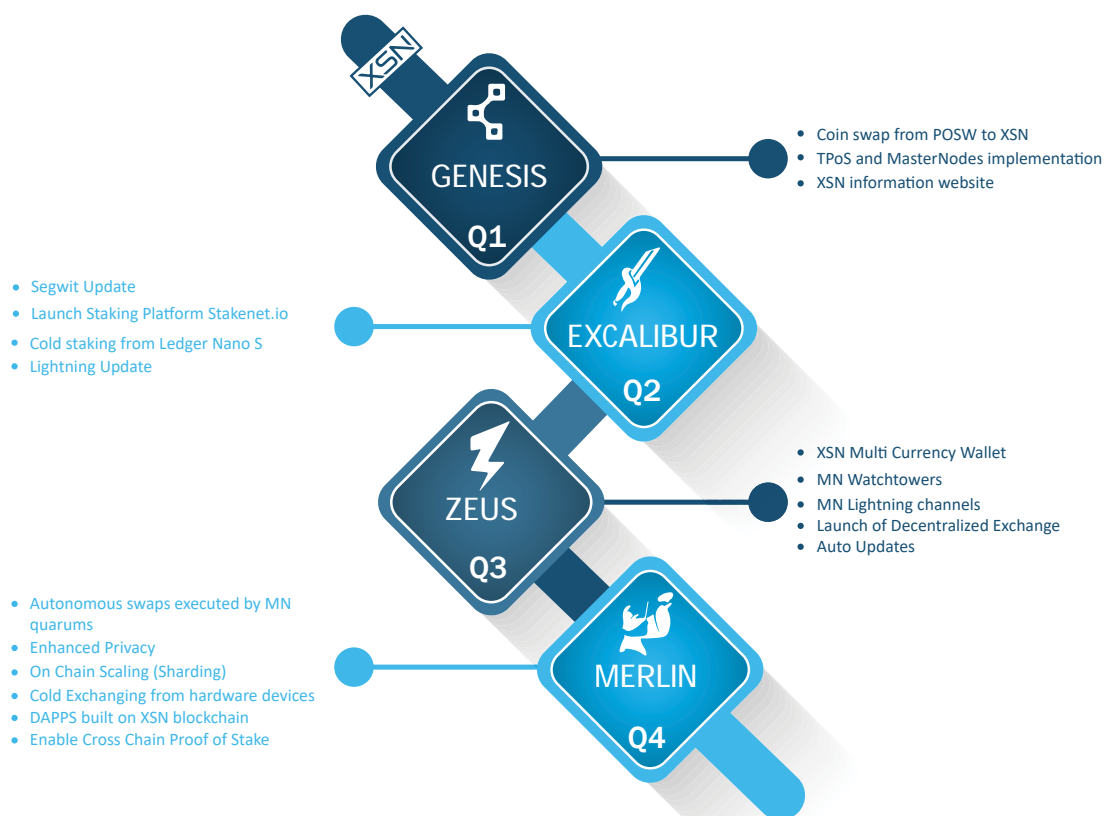 XSN
GENESIS
Q1
• Coin swap from POSW to XSN
• TPoS and MasterNodes implementation
• XSN information website
EXCALIBUR
Q2
• Segwit Update
• Launch Staking Platform Stakenet.io
• Cold staking from Ledger Nano S
• Lightning Update
ZEUS
Q3
• XSN Multi Currency Wallet
• MN Watchtowers
• MN Lightning channels
• Launch of Decentralized Exchange
• Auto Updates
MERLIN
Q4
• Autonomous swaps executed by MN
quarums
• Enhanced Privacy
• On Chain Scaling (Sharding)
• Cold Exchanging from hardware devices
• DAPPS built on XSN blockchain
• Enable Cross Chain Proof of Stake